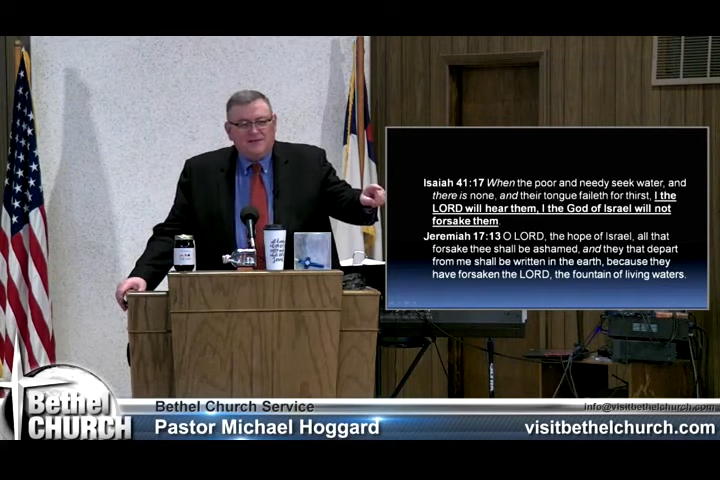 Isaiah 41:17 When the poor and needy seek water, and
there is none, and their tongue faileth for thirst, I the
LORD will hear them, I the God of Israel will not
forsake them.
Jeremiah 17:13 O LORD, the hope of Israel, all that
forsake thee shall be ashamed, and they that depart
from me shall be written in the earth, because they
have forsaken the LORD, the fountain of living waters.
Bethel
CHURCH
Bethel Church Service
info@visitbethelchurch.com
Pastor Michael Hoggard
visitbethelchurch.com